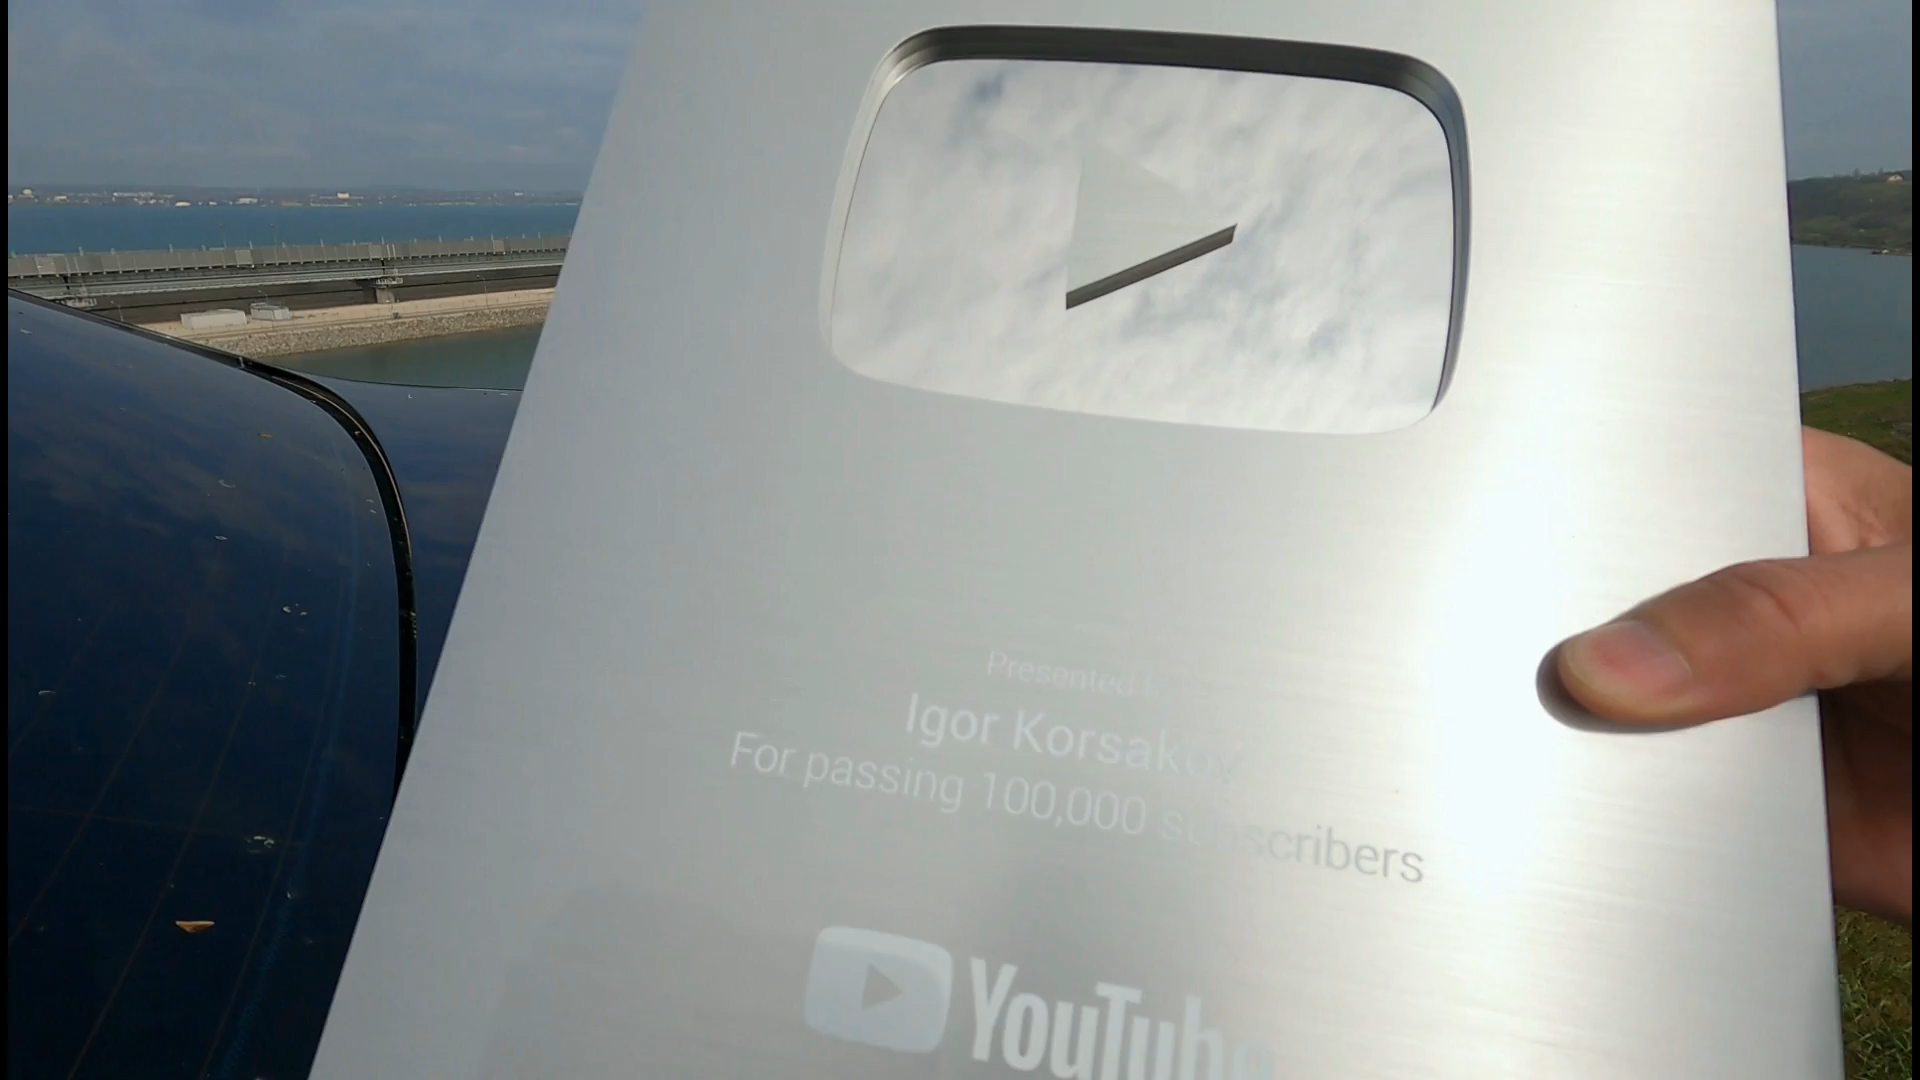 Presented
Igor Korsakov
For passing 100,000 subscribers
YouTube